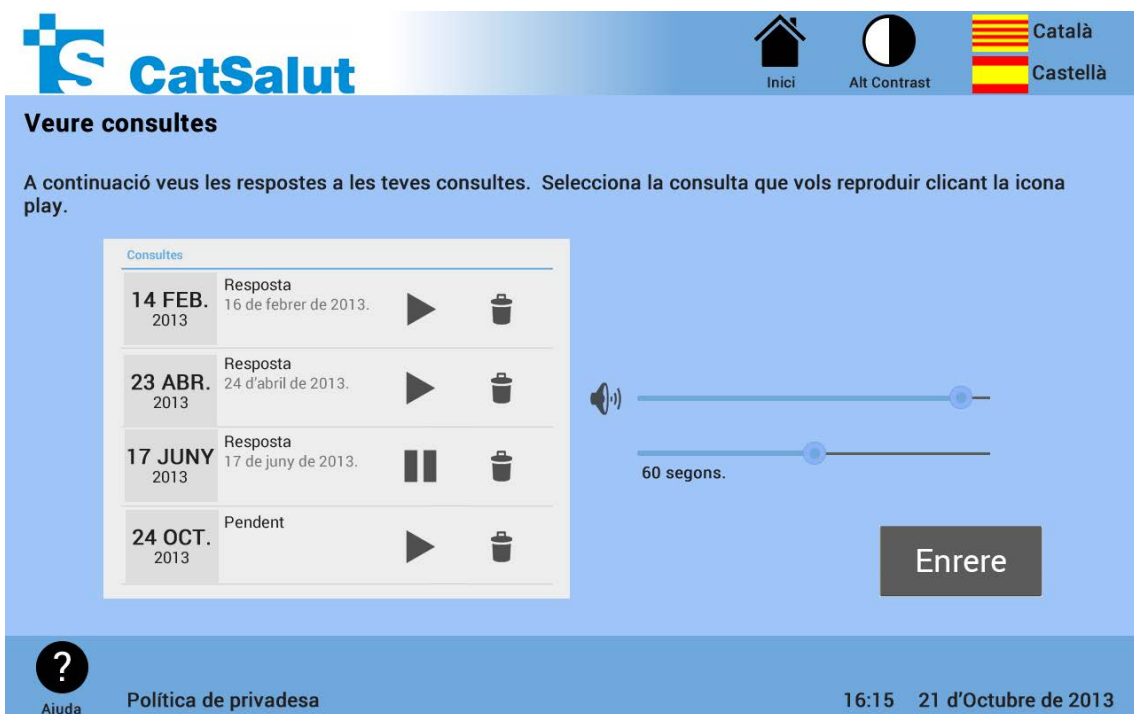 CatSalut
Inici
Alt Contrast
Català
Castellà
Veure consultes
A continuació veus les respostes a les teves consultes.  Selecciona la consulta que vols reproduir clicant la icona
play.
Consultes
14 FEB.
2013
Resposta
16 de febrer de 2013.
23 ABR.
2013
Resposta
24 d'abril de 2013.
17 JUNY
2013
Resposta
17 de juny de 2013.
24 OCT.
2013
Pendent
60 segons.
Enrere
?
Ajuda
Política de privadesa
16:15 21 d'Octubre de 2013